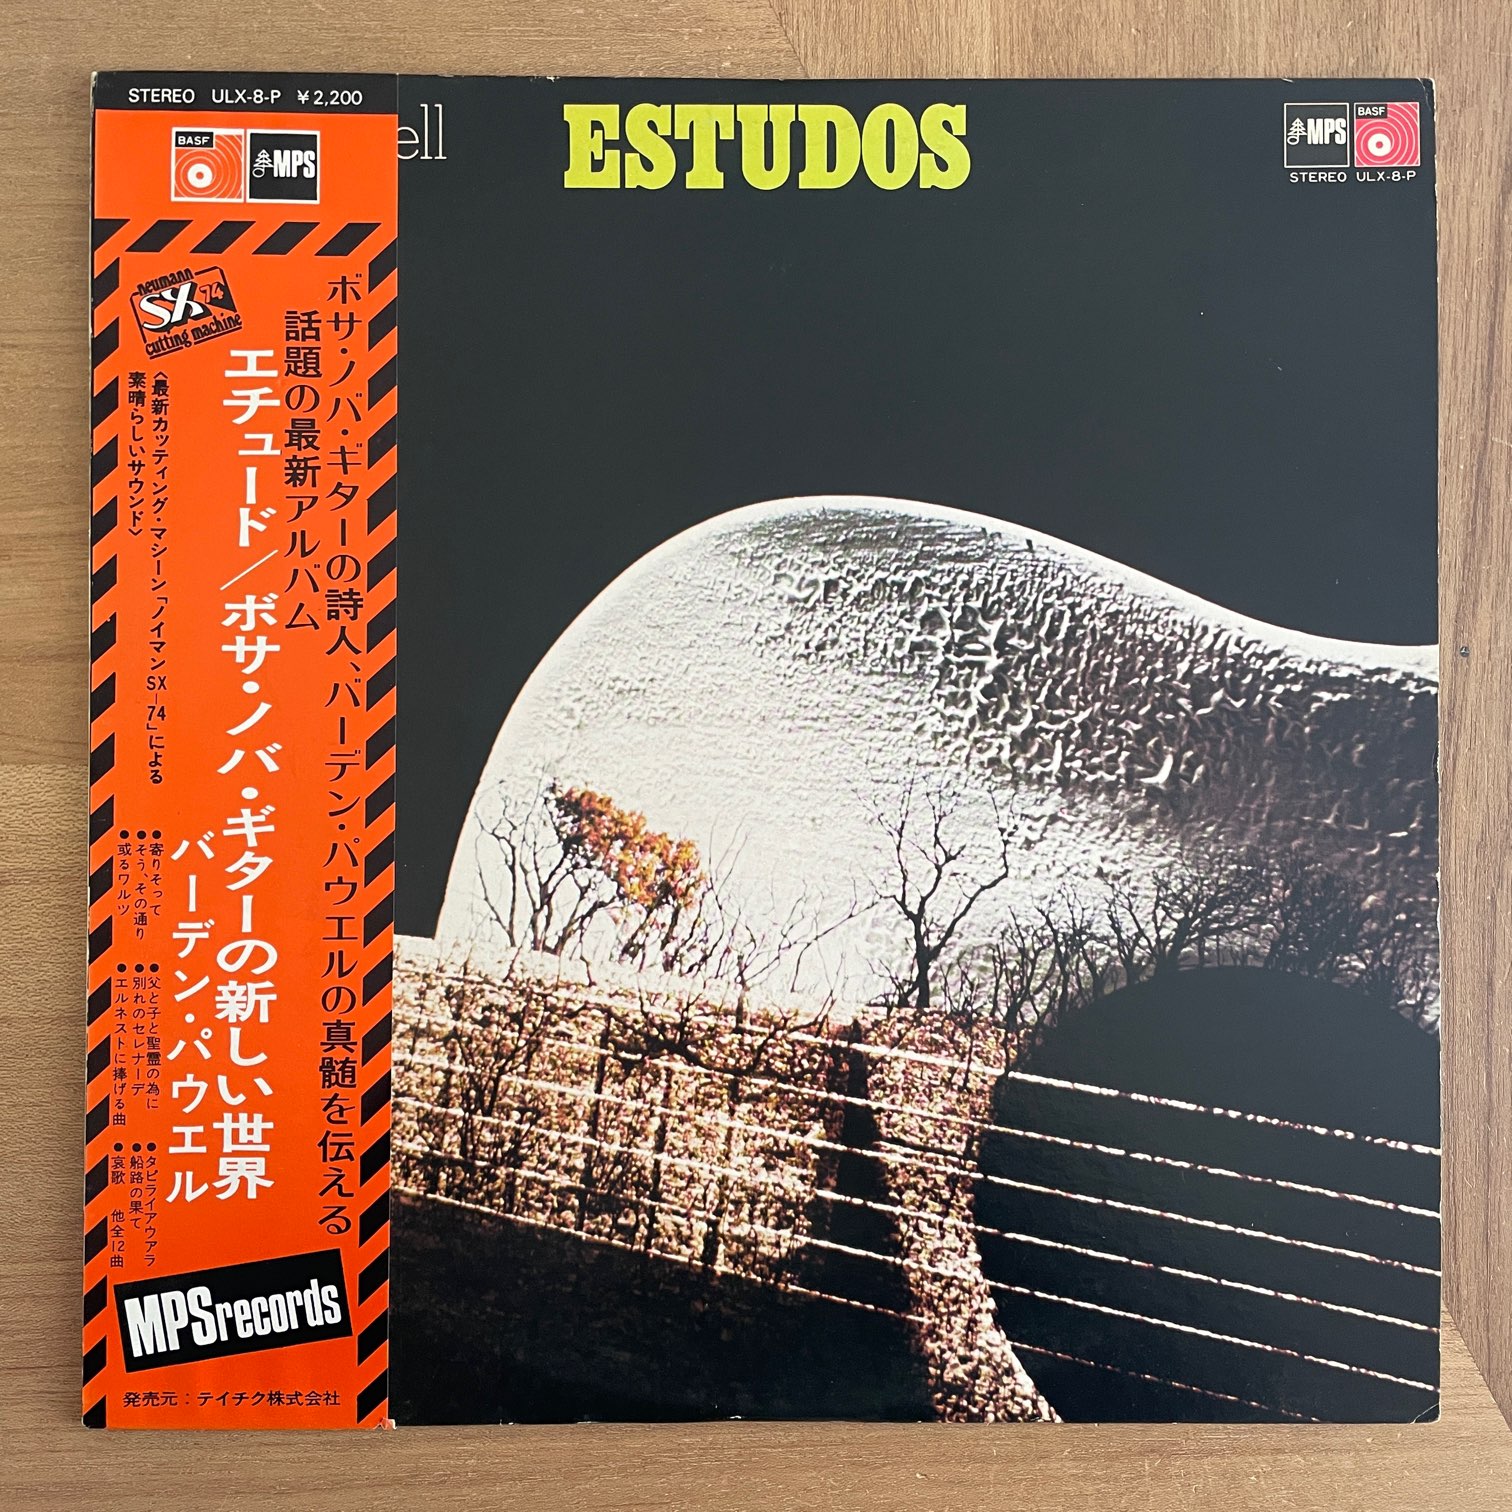 STEREO ULX-8-P ¥2,200
BASF
MPS
neumann
SX 74
cutting machine
ボサ・ノバ・ギターの詩人、バーデン・パウエルの真髄を伝える
話題の最新アルバム
エチュード/ボサ・ノバ・ギターの新しい世界
バーデン・パウエル
〈最新カッティング・マシーン「ノイマンSX-74」による
素晴らしいサウンド〉
●寄りそって
●そう、その通り
●或るワルツ
●父と子と聖霊の為に
●別れのセレナーデ
●エルネストに捧げる曲
●タピライアウアラ
●船路の果て
●哀歌 他全12曲
MPSrecords
発売元：テイチク株式会社
ell
ESTUDOS
MPS
BASF
STEREO ULX-8-P